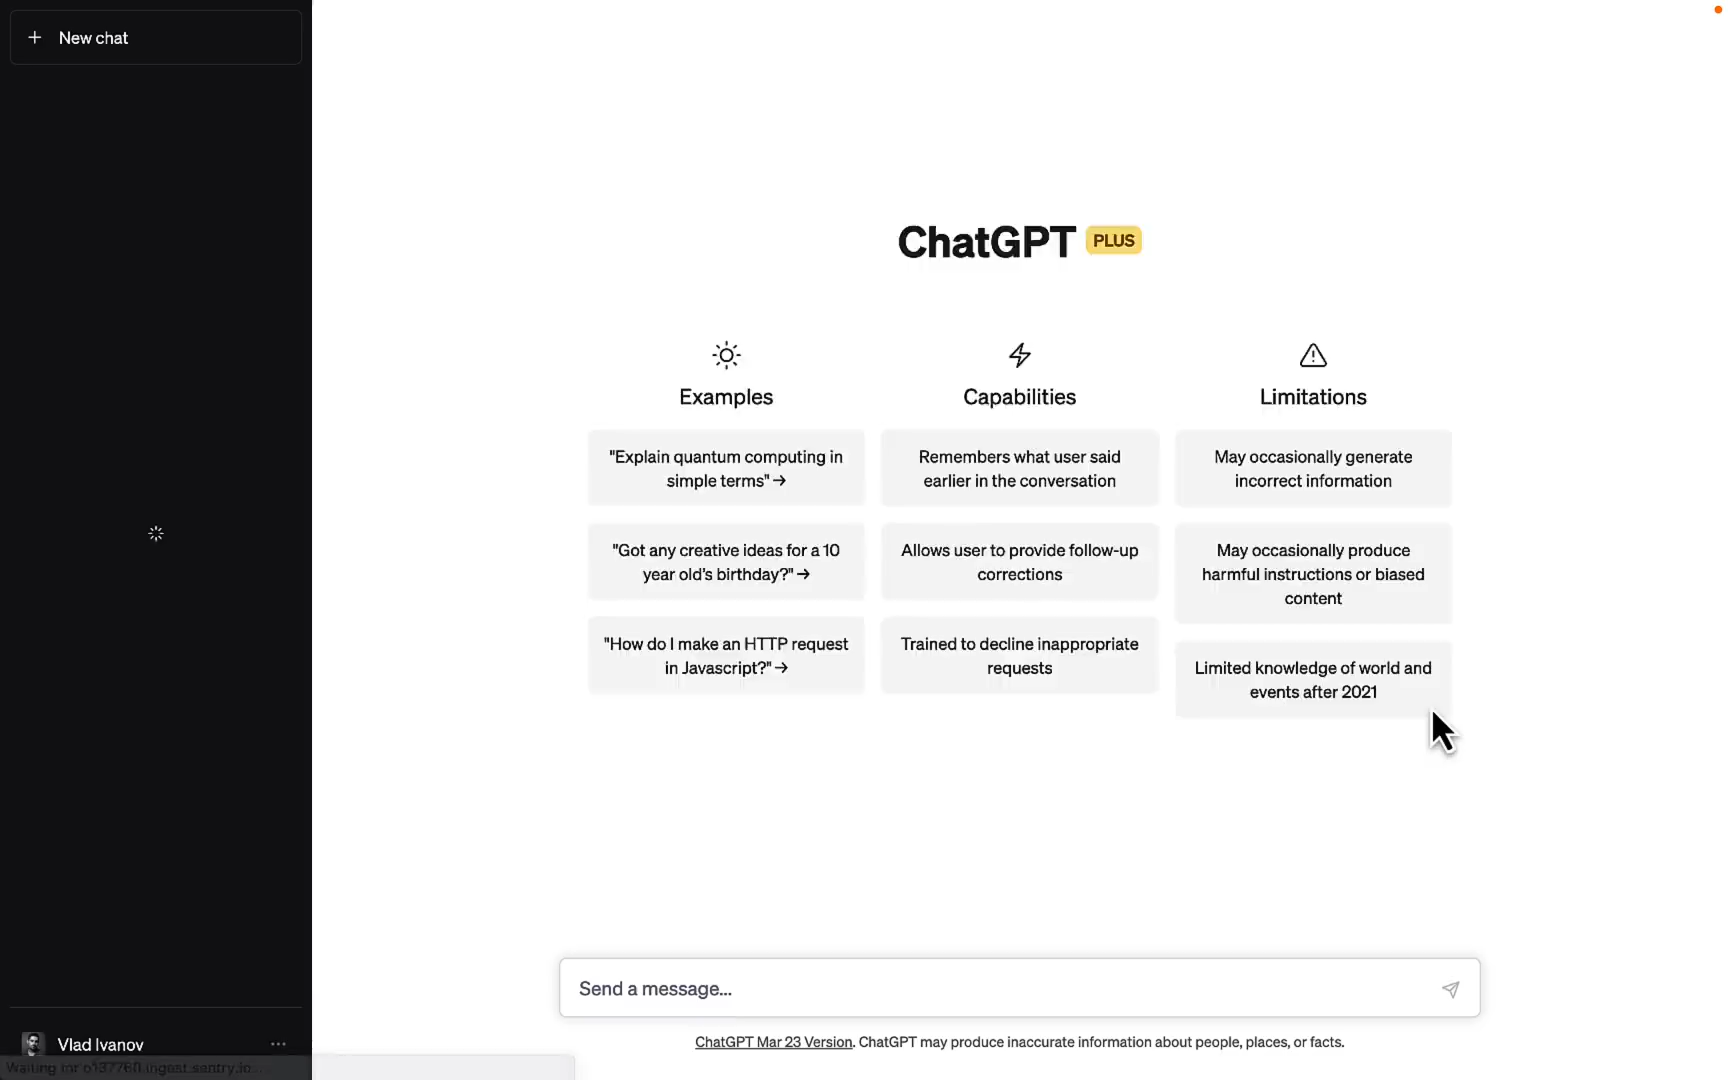 New chat
ChatGPT PLUS
Examples
"Explain quantum computing in
simple terms" →
"Got any creative ideas for a 10
year old's birthday?" →
"How do I make an HTTP request
in Javascript?" →
Capabilities
Remembers what user said
earlier in the conversation
Allows user to provide follow-up
corrections
Trained to decline inappropriate
requests
Limitations
May occasionally generate
incorrect information
May occasionally produce
harmful instructions or biased
content
Limited knowledge of world and
events after 2021
Send a message...
ChatGPT Mar 23 Version. ChatGPT may produce inaccurate information about people, places, or facts.
Vlad Ivanov
Waiting for